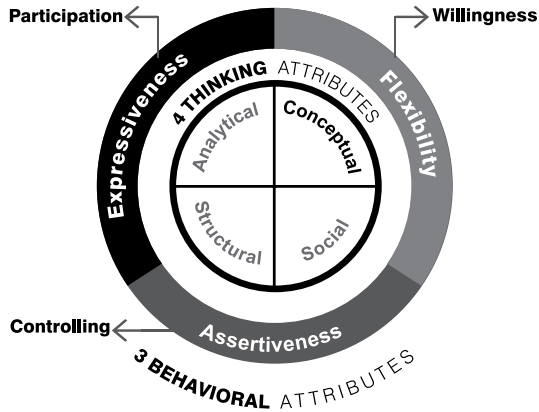 Participation
Willingness
Expressiveness
Flexibility
4 THINKING ATTRIBUTES
Analytical
Conceptual
Structural
Social
Controlling
Assertiveness
3 BEHAVIORAL ATTRIBUTES